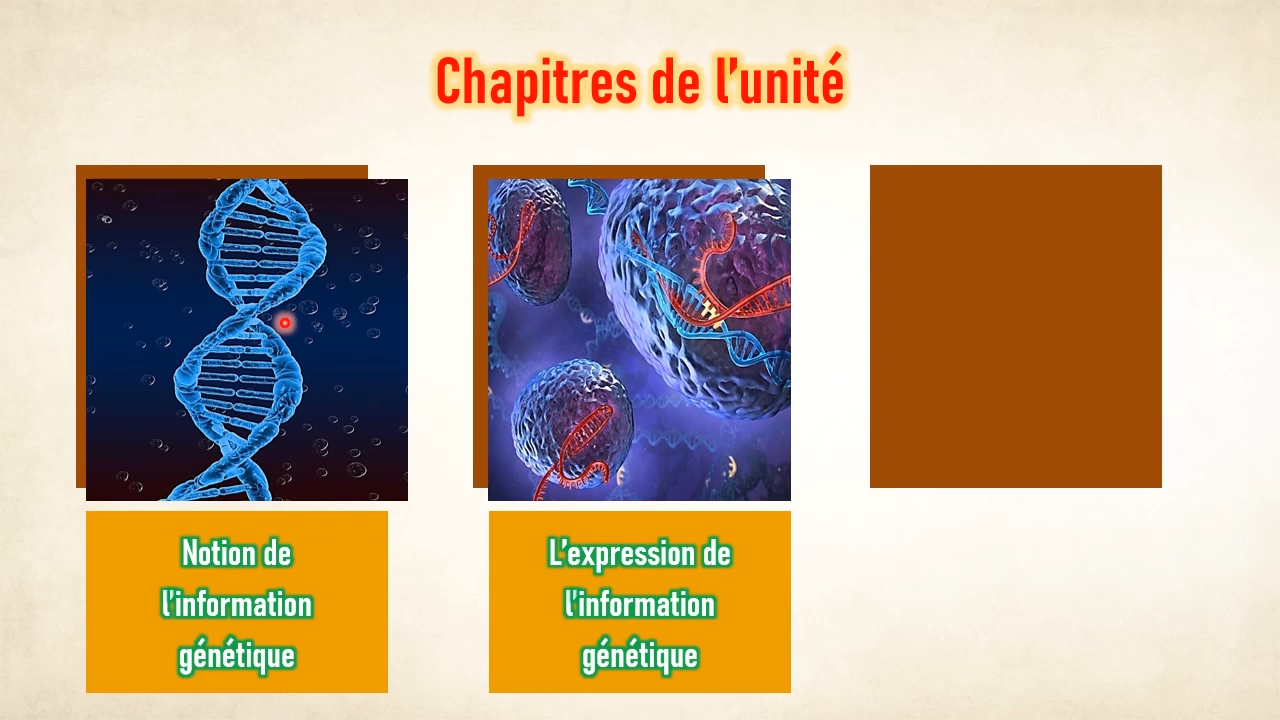 Chapitres de l’unité
Notion de
l’information
génétique
L’expression de
l’information
génétique